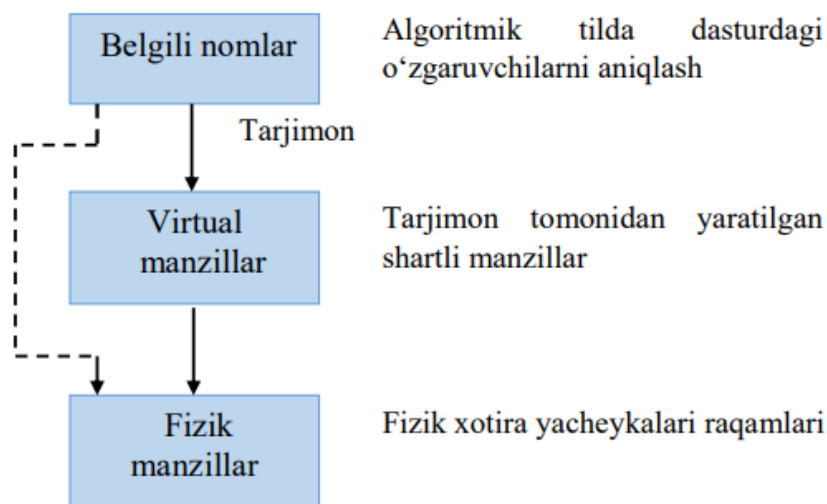 Belgili nomlar
Algoritmik tilda dasturdagi
o‘zgaruvchilarni aniqlash
Tarjimon
Virtual
manzillar
Tarjimon tomonidan yaratilgan
shartli manzillar
Fizik
manzillar
Fizik xotira yacheykalari raqamlari